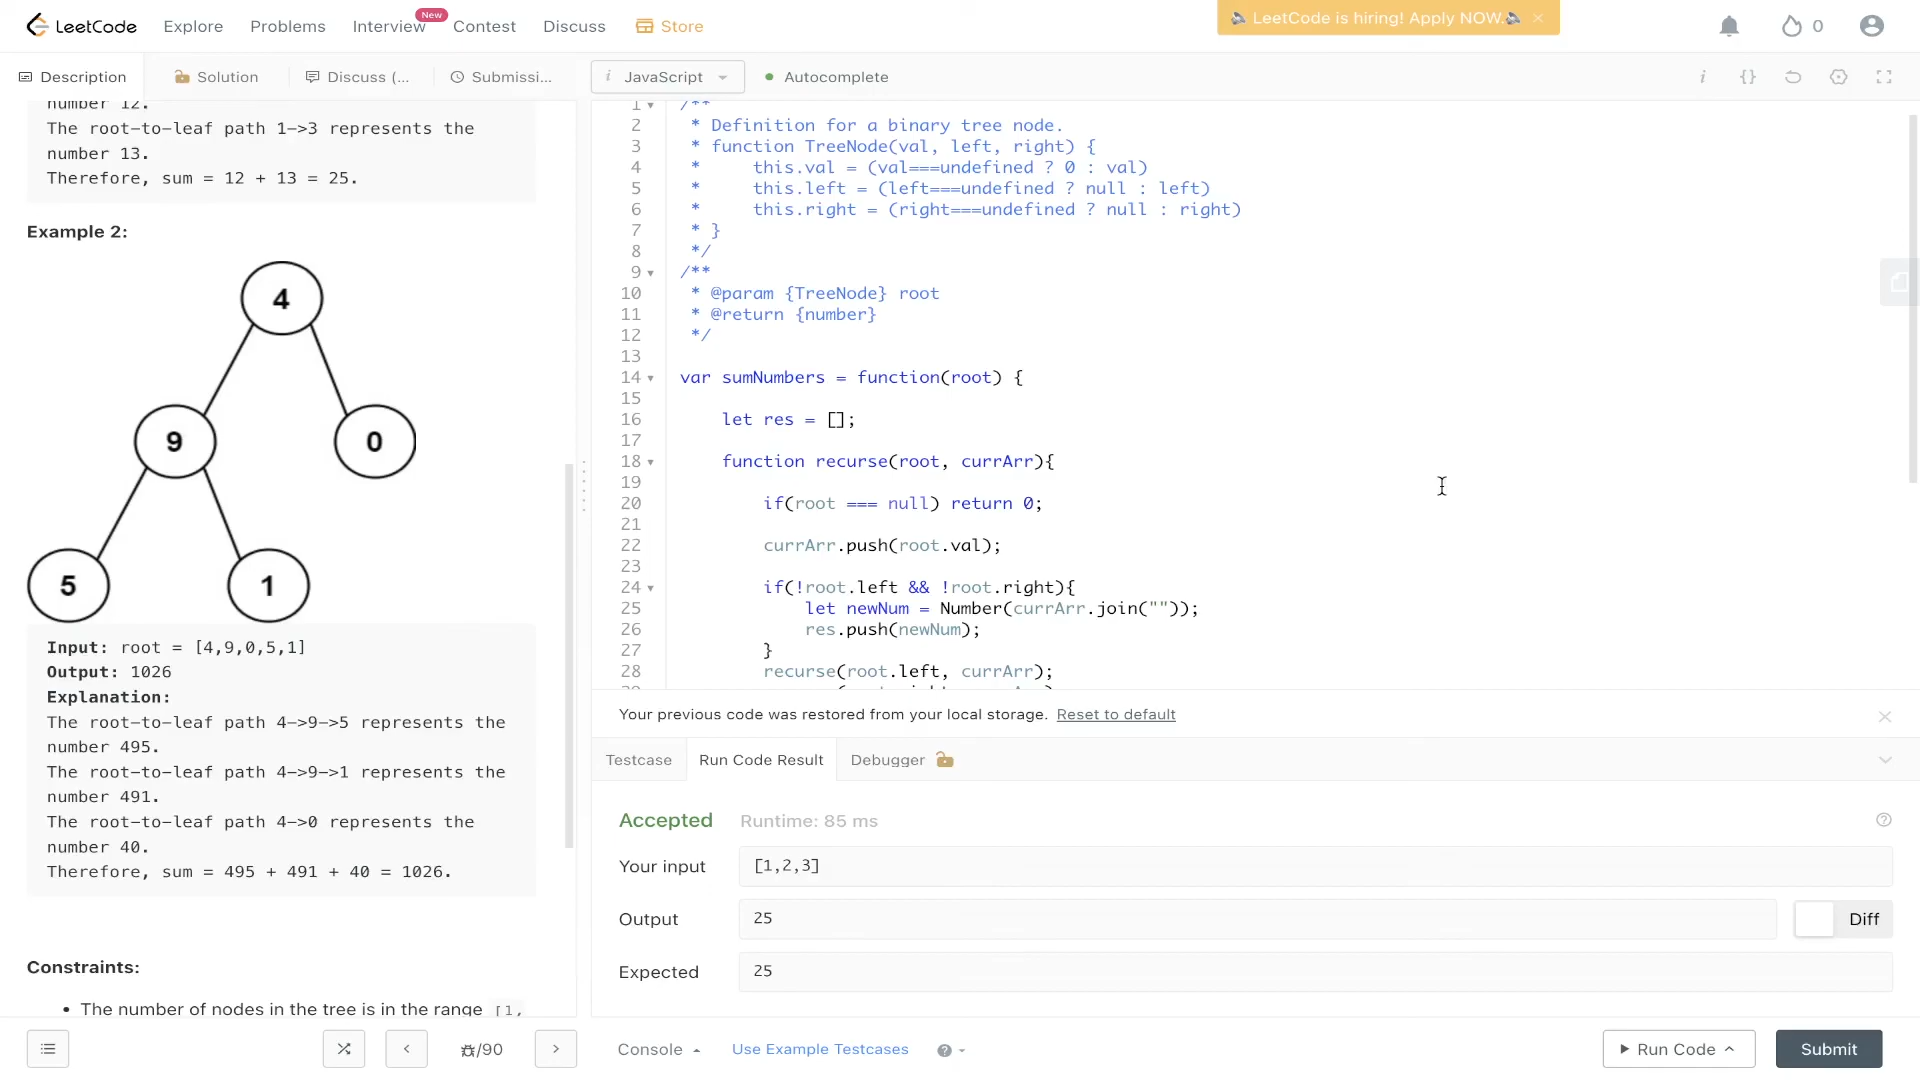 LeetCode
Explore
Problems
Interview
New
Contest
Discuss
Store
LeetCode is hiring! Apply NOW.
0
Description
Solution
Discuss (...
Submissi...
i JavaScript
Autocomplete
number 12.
The root-to-leaf path 1->3 represents the
number 13.
Therefore, sum = 12 + 13 = 25.
Example 2:
4
9
0
5
1
Input: root = [4,9,0,5,1]
Output: 1026
Explanation:
The root-to-leaf path 4->9->5 represents the
number 495.
The root-to-leaf path 4->9->1 represents the
number 491.
The root-to-leaf path 4->0 represents the
number 40.
Therefore, sum = 495 + 491 + 40 = 1026.
Constraints:
• The number of nodes in the tree is in the range [1,
1 /**
2 * Definition for a binary tree node.
3 * function TreeNode(val, left, right) {
4 *     this.val = (val===undefined ? 0 : val)
5 *     this.left = (left===undefined ? null : left)
6 *     this.right = (right===undefined ? null : right)
7 * }
8 */
9 /**
10 * @param {TreeNode} root
11 * @return {number}
12 */
13
14 var sumNumbers = function(root) {
15
16     let res = [];
17
18     function recurse(root, currArr){
19
20         if(root === null) return 0;
21
22         currArr.push(root.val);
23
24         if(!root.left && !root.right){
25             let newNum = Number(currArr.join(""));
26             res.push(newNum);
27         }
28         recurse(root.left, currArr);
Your previous code was restored from your local storage. Reset to default
Testcase
Run Code Result
Debugger
Accepted
Runtime: 85 ms
Your input
[1,2,3]
Output
25
Diff
Expected
25
/90
Console
Use Example Testcases
Run Code
Submit